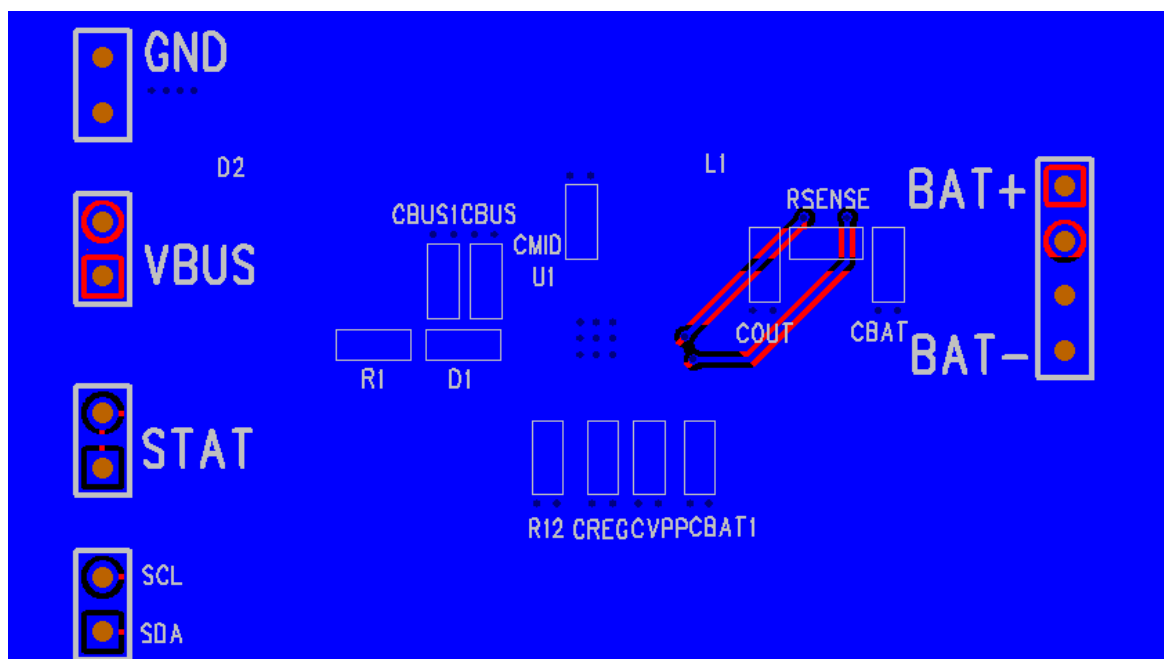 GND
D2
L1
CBUS1CBUS
RSENSE
BAT+
CMID
VBUS
U1
COUT
CBAT
BAT-
R1
D1
STAT
R12
CREGCVPPCBAT1
SCL
SDA